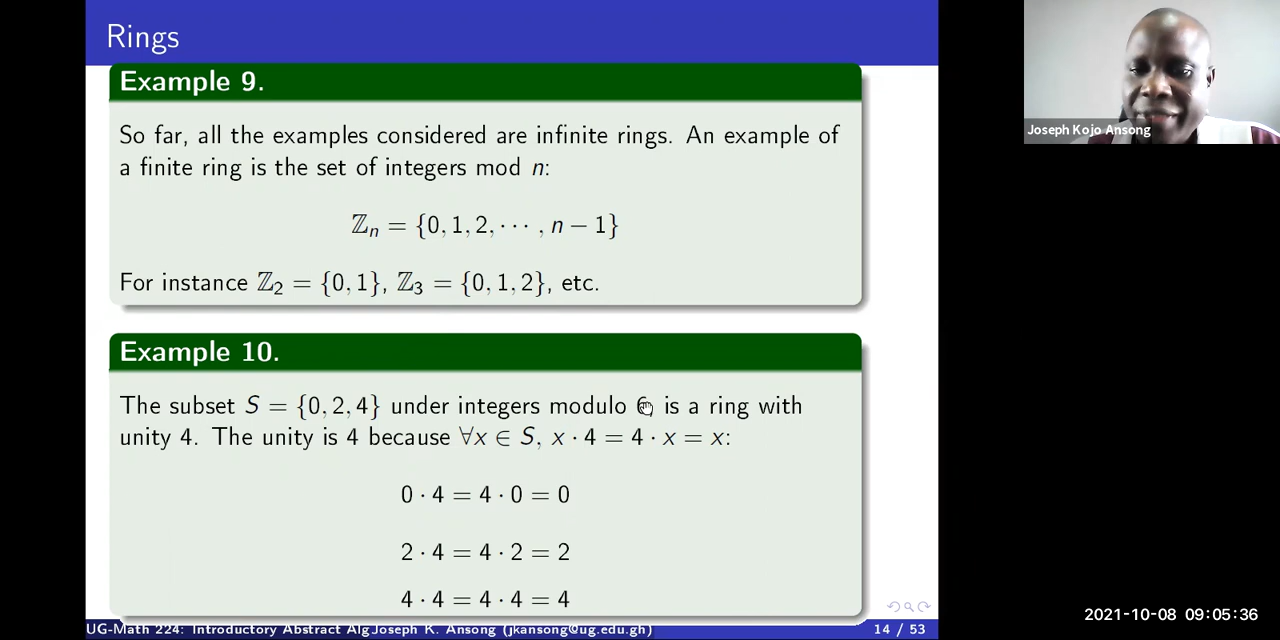 Rings
Example 9.
So far, all the examples considered are infinite rings. An example of
a finite ring is the set of integers mod n:
ℤₙ = {0, 1, 2, ⋯ , n − 1}
For instance ℤ₂ = {0, 1}, ℤ₃ = {0, 1, 2}, etc.
Example 10.
The subset S = {0, 2, 4} under integers modulo 6, is a ring with
unity 4. The unity is 4 because ∀x ∈ S, x · 4 = 4 · x = x:
0 · 4 = 4 · 0 = 0
2 · 4 = 4 · 2 = 2
4 · 4 = 4 · 4 = 4
UG-Math 224: Introductory Abstract Alg Joseph K. Ansong (jkansong@ug.edu.gh)
14 / 53
Joseph Kojo Ansong
2021-10-08 09:05:36